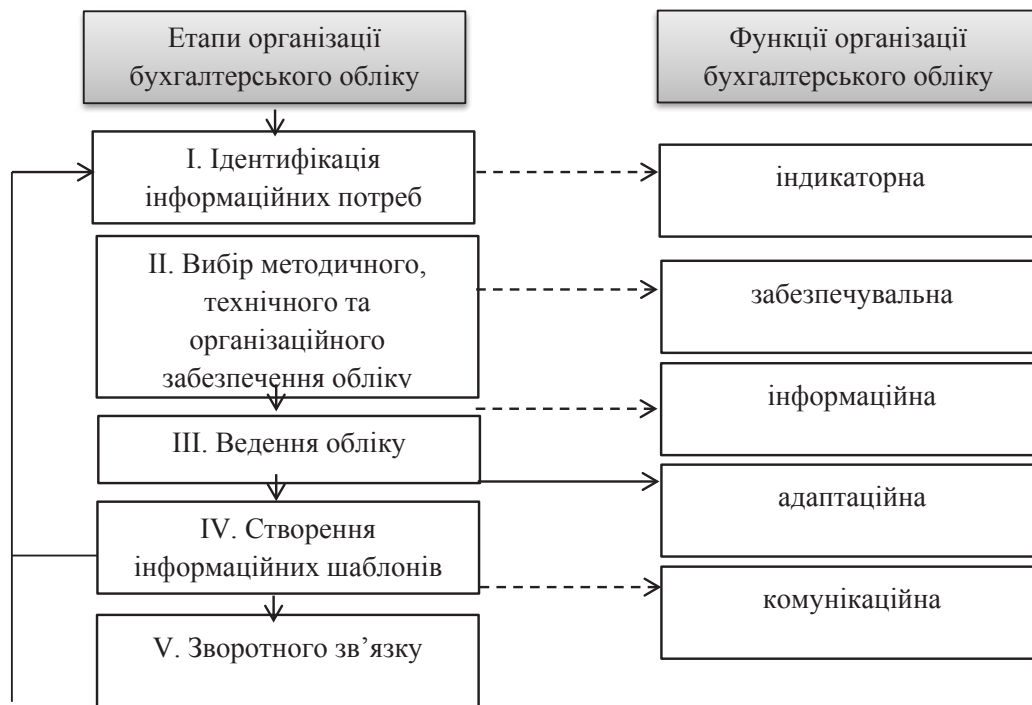 Етапи організації
бухгалтерського обліку
Функції організації
бухгалтерського обліку
І. Ідентифікація
інформаційних потреб
індикаторна
ІІ. Вибір методичного,
технічного та
організаційного
забезпечення обліку
забезпечувальна
інформаційна
ІІІ. Ведення обліку
адаптаційна
IV. Створення
інформаційних шаблонів
комунікаційна
V. Зворотного зв’язку